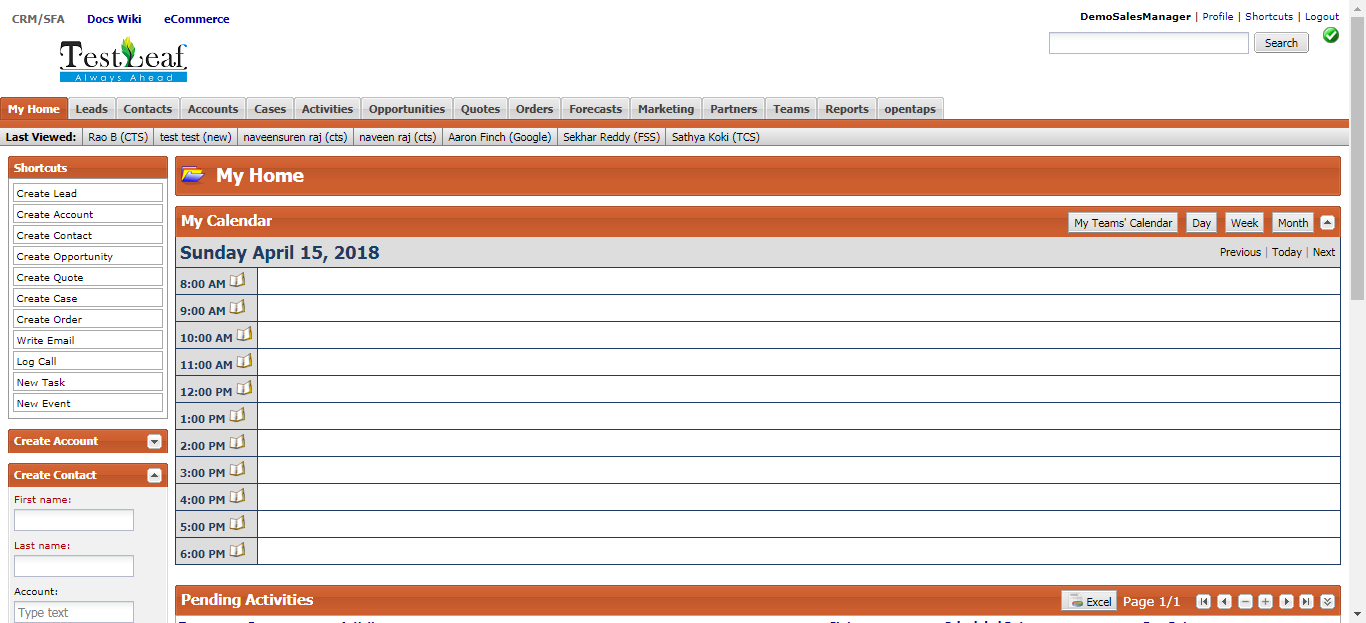 CRM/SFA Docs Wiki eCommerce
DemoSalesManager | Profile | Shortcuts | Logout
Search
TestLeaf
Always Ahead
My Home Leads Contacts Accounts Cases Activities Opportunities Quotes Orders Forecasts Marketing Partners Teams Reports opentaps
Last Viewed: Rao B (CTS) test test (new) naveensuren raj (cts) naveen raj (cts) Aaron Finch (Google) Sekhar Reddy (FSS) Sathya Koki (TCS)
Shortcuts
Create Lead
Create Account
Create Contact
Create Opportunity
Create Quote
Create Case
Create Order
Write Email
Log Call
New Task
New Event
Create Account
Create Contact
First name:
Last name:
Account:
Type text
My Home
My Calendar
My Teams' Calendar Day Week Month
Sunday April 15, 2018
Previous | Today | Next
8:00 AM
9:00 AM
10:00 AM
11:00 AM
12:00 PM
1:00 PM
2:00 PM
3:00 PM
4:00 PM
5:00 PM
6:00 PM
Pending Activities
Excel Page 1/1